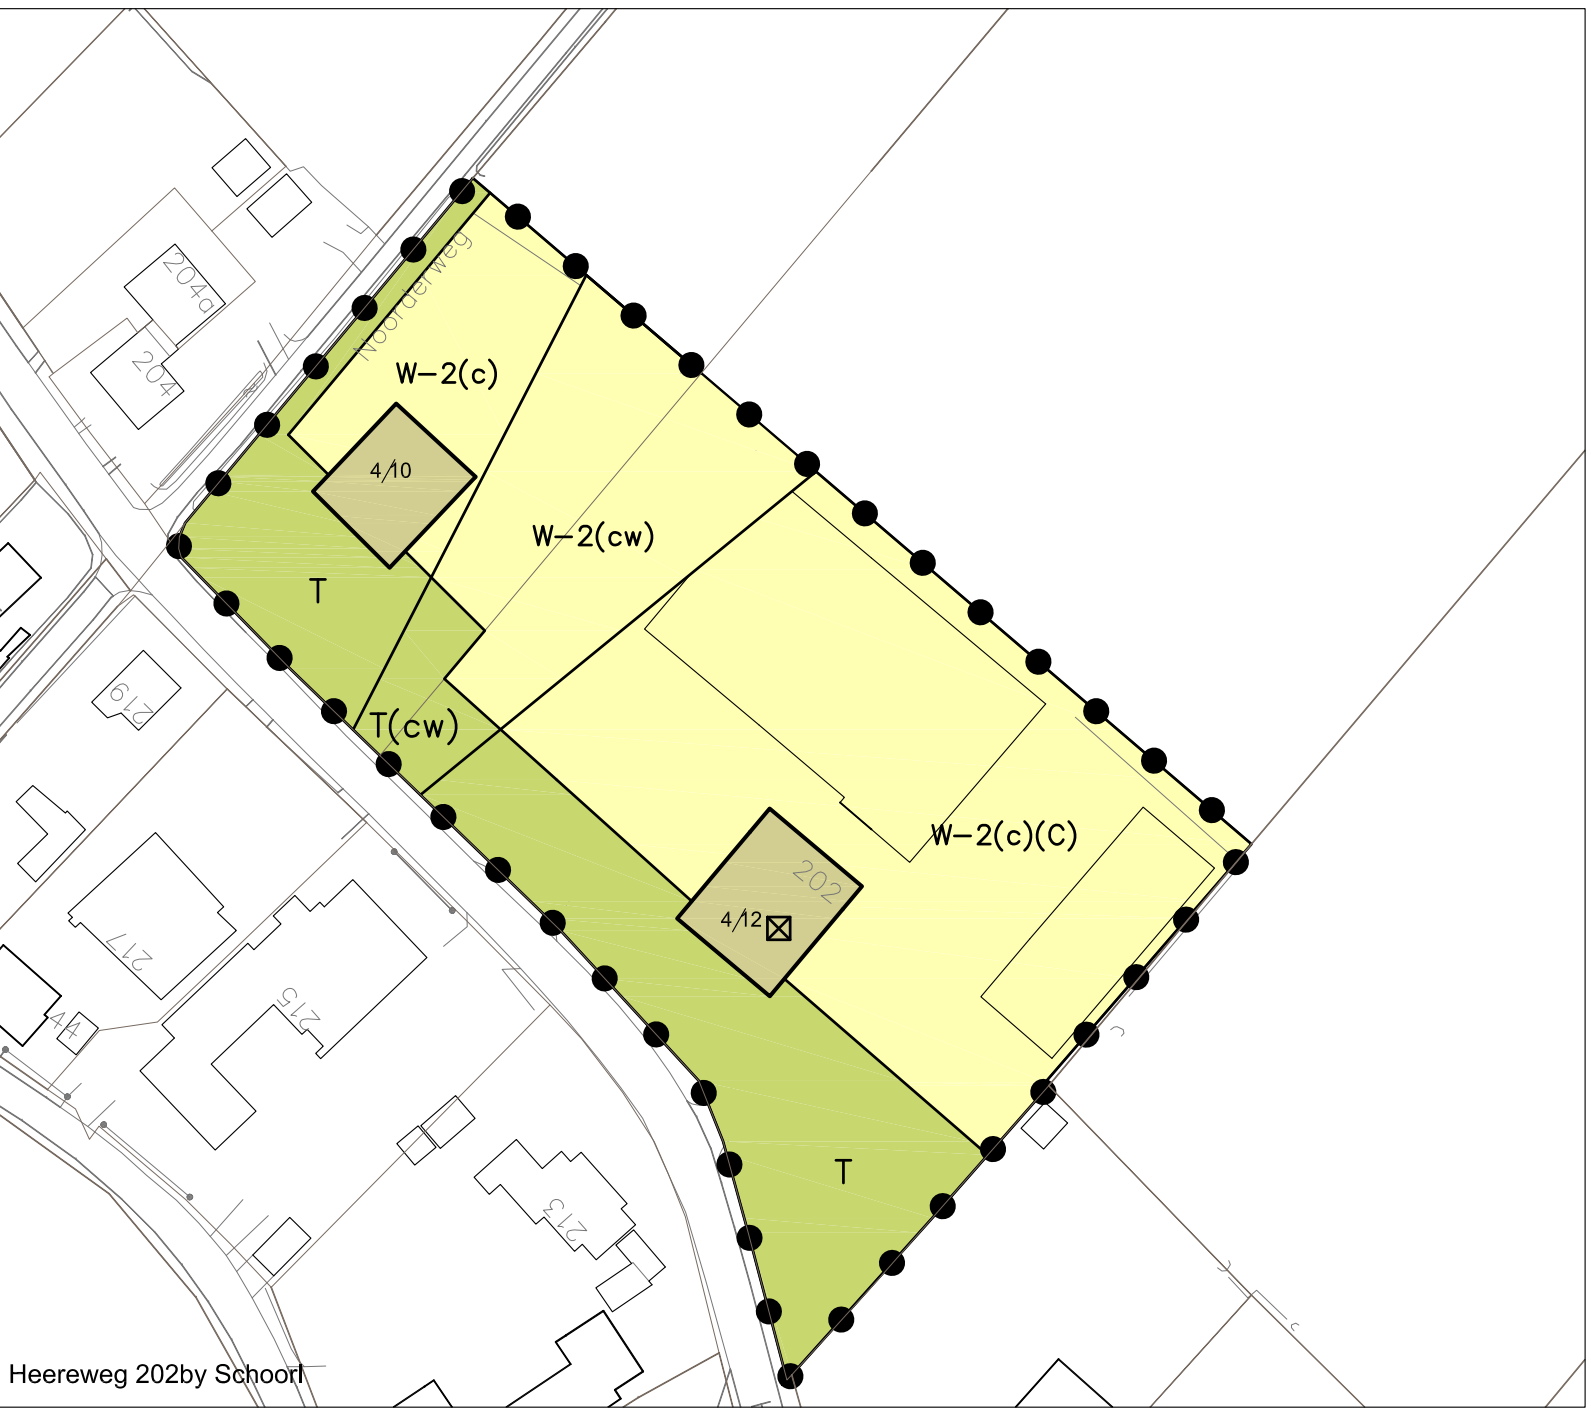 204a
204
Noorderweg
W-2(c)
4/10
W-2(cw)
T
219
T(cw)
W-2(c)(C)
202
4/12
217
215
44
T
213
Heereweg 202by Schoorl